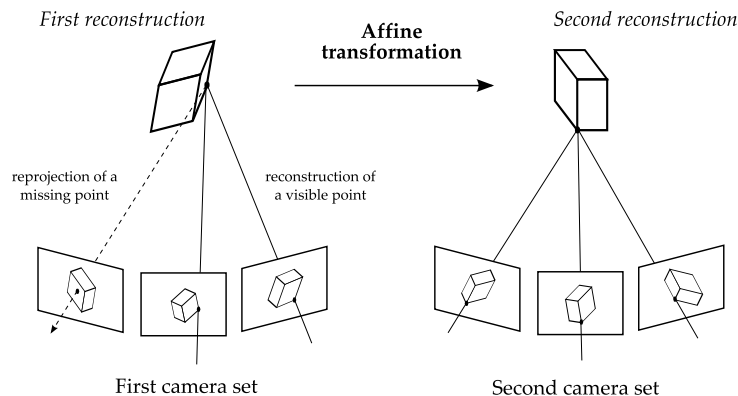 First reconstruction
Second reconstruction
Affine
transformation
reprojection of a
missing point
reconstruction of
a visible point
First camera set
Second camera set